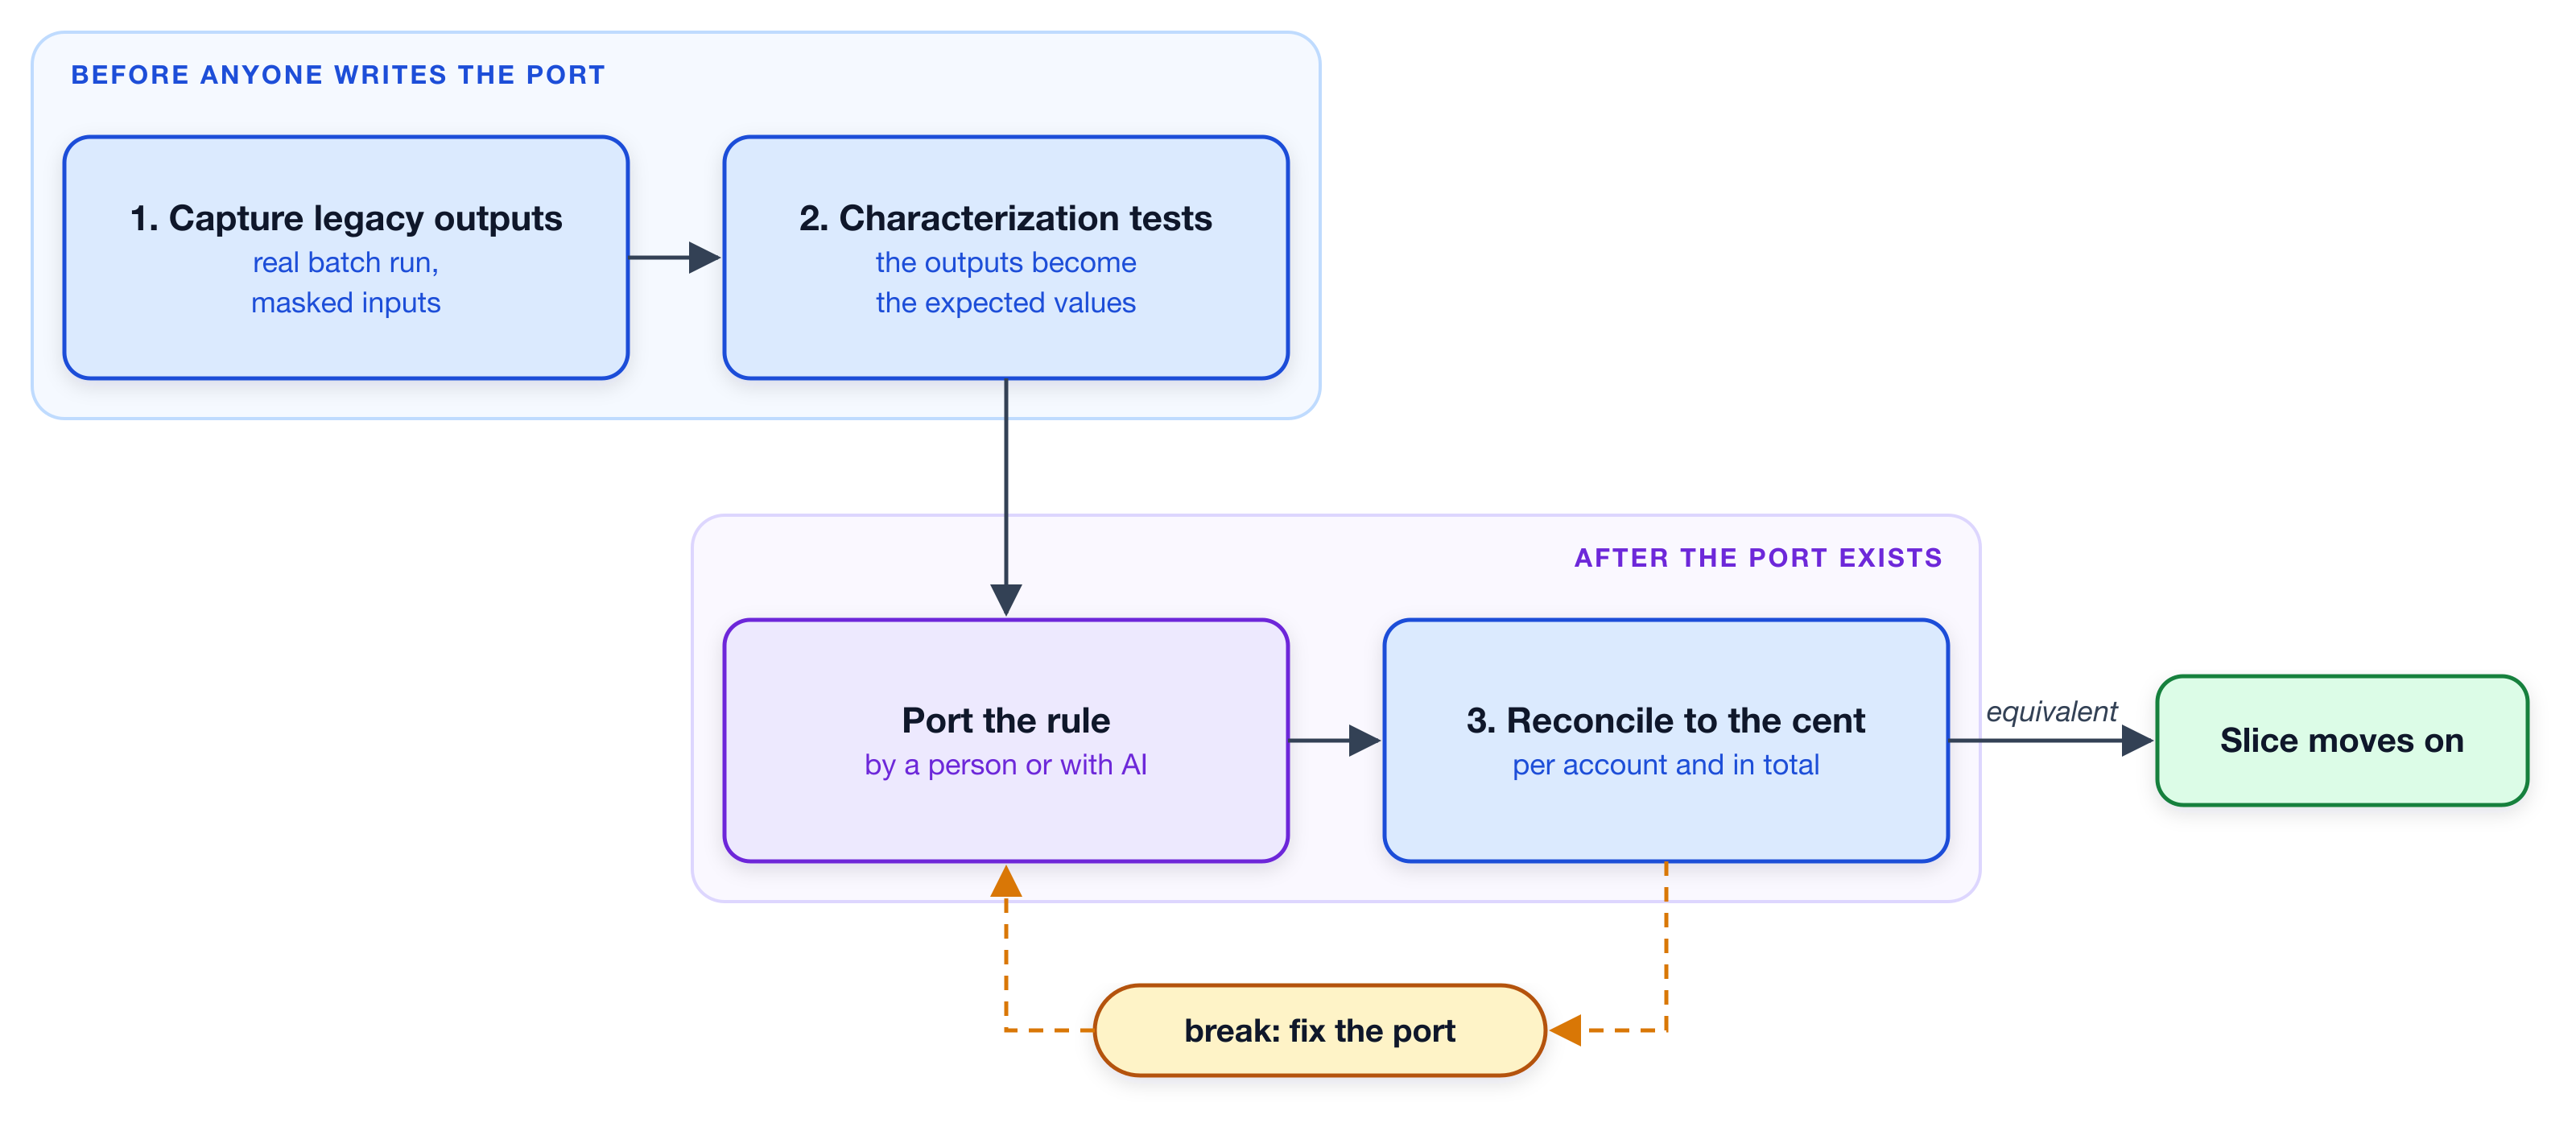 BEFORE ANYONE WRITES THE PORT
1. Capture legacy outputs
real batch run,
masked inputs
2. Characterization tests
the outputs become
the expected values
AFTER THE PORT EXISTS
Port the rule
by a person or with AI
3. Reconcile to the cent
per account and in total
equivalent
Slice moves on
break: fix the port